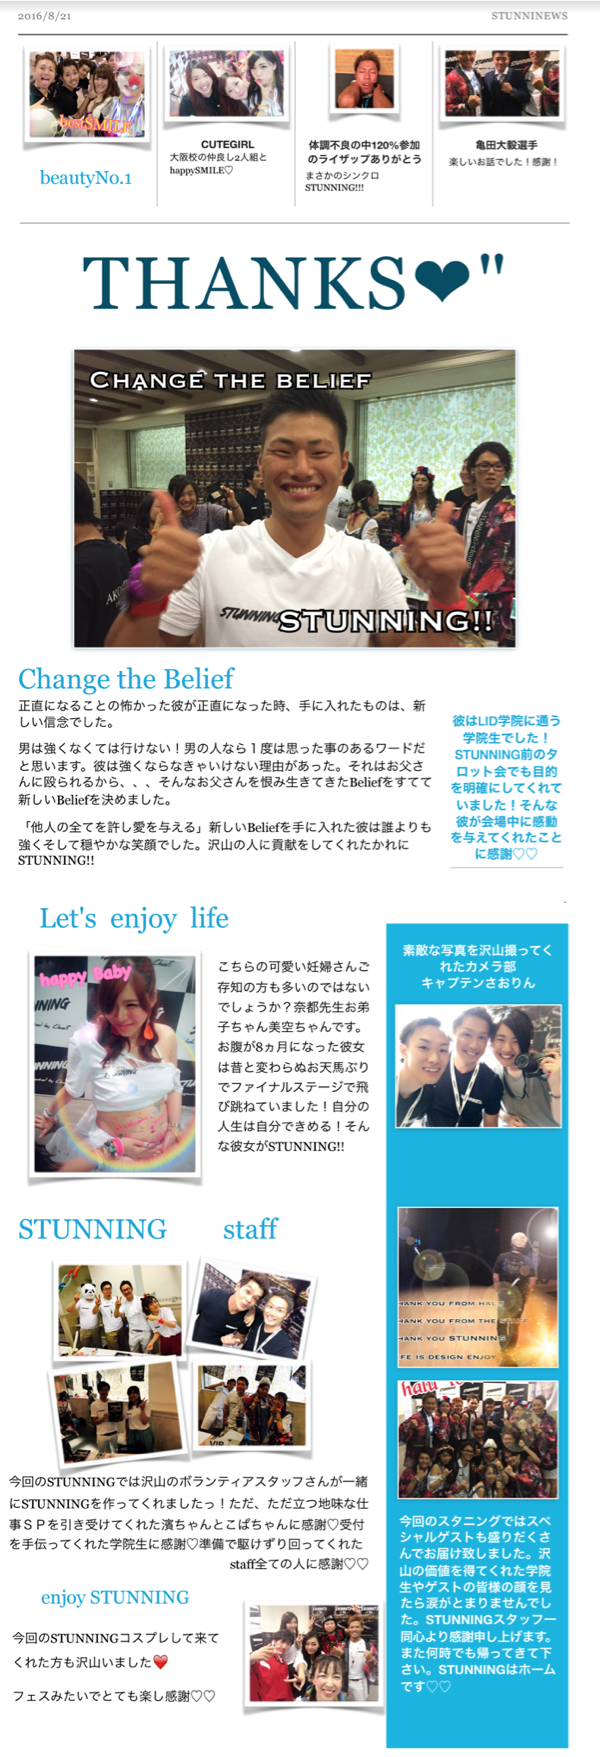 2016/8/21
STUNNINEWS
bestSMILE
beautyNo.1
CUTEGIRL
大阪校の仲良し2人組と
happySMILE♡
体調不良の中120%参加
のライザップありがとう
まさかのシンクロ
STUNNING!!!
亀田大毅選手
楽しいお話でした！感謝！
THANKS❤"
CHANGE THE BELIEF
STUNNING
STUNNING!!
Change the Belief
正直になることの怖かった彼が正直になった時、手に入れたものは、新
しい信念でした。
男は強くなくては行けない！男の人なら１度は思った事のあるワードだ
と思います。彼は強くならなきゃいけない理由があった。それはお父さ
んに殴られるから、、、そんなお父さんを恨み生きてきたBeliefをすてて
新しいBeliefを決めました。
「他人の全てを許し愛を与える」新しいBeliefを手に入れた彼は誰よりも
強くそして穏やかな笑顔でした。沢山の人に貢献をしてくれたかれに
STUNNING!!
彼はLID学院に通う
学院生でした！
STUNNING前のタ
ロット会でも目的
を明確にしてくれて
いました！そんな
彼が会場中に感動
を与えてくれたこと
に感謝♡♡
Let's enjoy life
happy Baby
こちらの可愛い妊婦さんご
存知の方も多いのではない
でしょうか？奈都先生お弟
子ちゃん美空ちゃんです。
お腹が8ヵ月になった彼女
は昔と変わらぬお天馬ぶり
でファイナルステージで飛
び跳ねていました！自分の
人生は自分できめる！そん
な彼女がSTUNNING!!
素敵な写真を沢山撮ってく
れたカメラ部
キャプテンさおりん
STUNNING staff
VIP
HANK YOU FROM HAL
HANK YOU FROM THE STAFF
HANK YOU STUNNING
FE IS DESIGN ENJOY
今回のSTUNNINGでは沢山のボランティアスタッフさんが一緒
にSTUNNINGを作ってくれましたっ！ただ、ただ立つ地味な仕
事ＳＰを引き受けてくれた濱ちゃんとこぱちゃんに感謝♡受付
を手伝ってくれた学院生に感謝♡準備で駆けずり回ってくれた
staff全ての人に感謝♡♡
今回のスタニングではスペ
シャルゲストも盛りだくさ
んでお届け致しました。沢
山の価値を得てくれた学院
生やゲストの皆様の顔を見
たら涙がとまりませんでし
た。STUNNINGスタッフ一
同心より感謝申し上げます。
また何時でも帰ってきて下
さい。STUNNINGはホーム
です♡♡
enjoy STUNNING
今回のSTUNNINGコスプレして来て
くれた方も沢山いました❤️
フェスみたいでとても楽し感謝♡♡